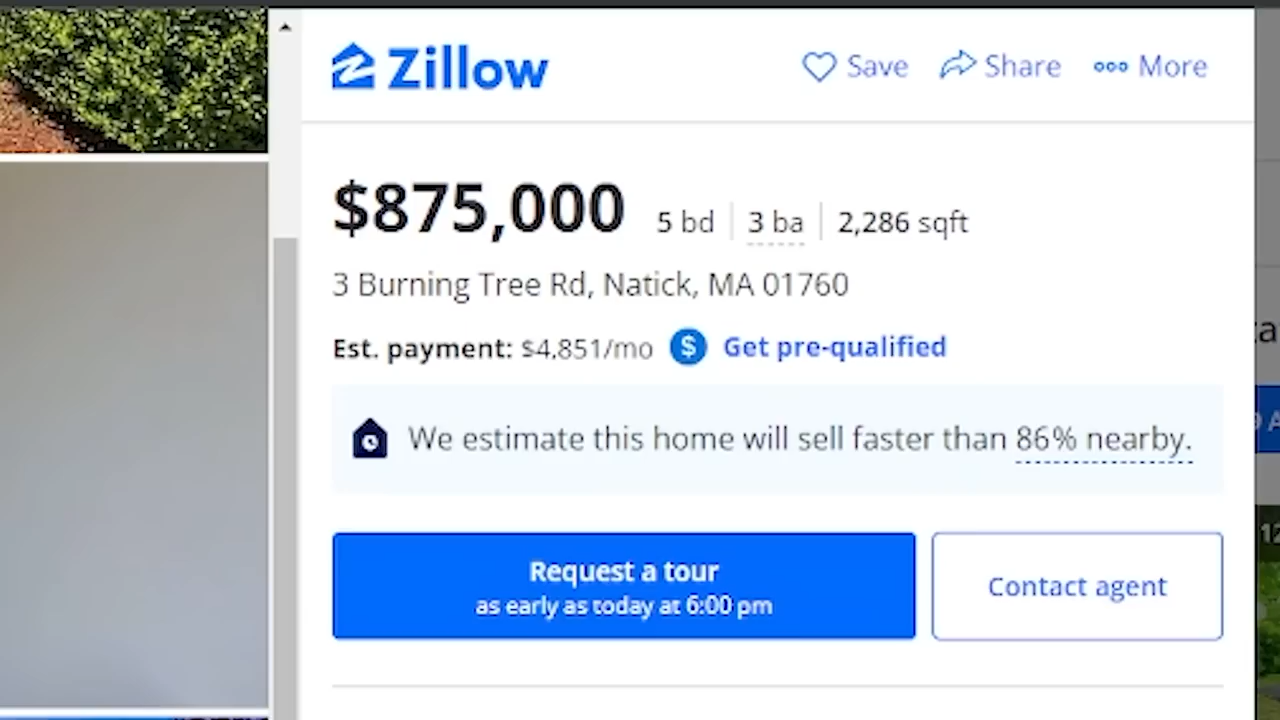 Zillow
Save Share More
$875,000 5 bd 3 ba 2,286 sqft
3 Burning Tree Rd, Natick, MA 01760
Est. payment: $4,851/mo $ Get pre-qualified
We estimate this home will sell faster than 86% nearby.
Request a tour
as early as today at 6:00 pm
Contact agent